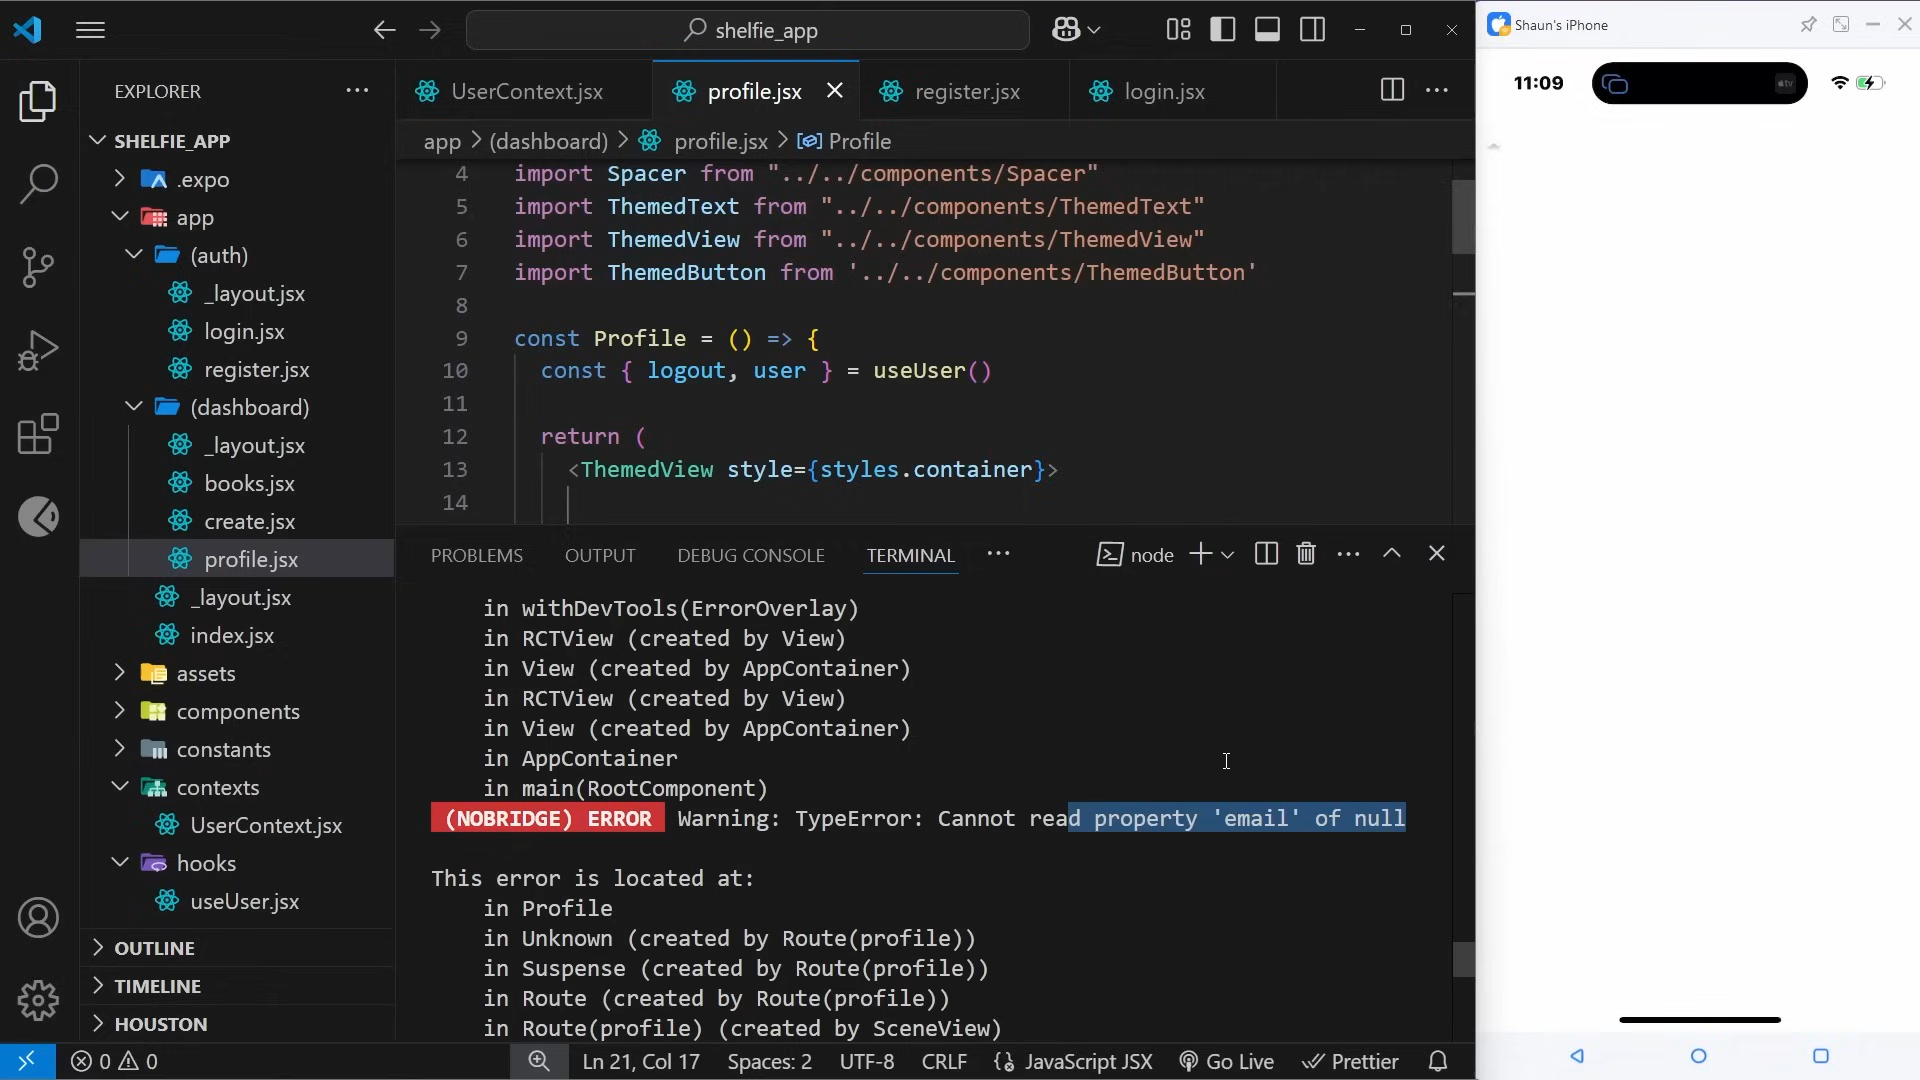 shelfie_app
Shaun's iPhone
11:09
EXPLORER
UserContext.jsx
profile.jsx
register.jsx
login.jsx
app > (dashboard) > profile.jsx > Profile
SHELFIE_APP
.expo
app
(auth)
_layout.jsx
login.jsx
register.jsx
(dashboard)
_layout.jsx
books.jsx
create.jsx
profile.jsx
_layout.jsx
index.jsx
assets
components
constants
contexts
UserContext.jsx
hooks
useUser.jsx
OUTLINE
TIMELINE
HOUSTON
4 import Spacer from "../../components/Spacer"
5 import ThemedText from "../../components/ThemedText"
6 import ThemedView from "../../components/ThemedView"
7 import ThemedButton from '../../components/ThemedButton'
8
9 const Profile = () => {
10 const { logout, user } = useUser()
11
12 return (
13 <ThemedView style={styles.container}>
14
PROBLEMS OUTPUT DEBUG CONSOLE TERMINAL ··· node
in withDevTools(ErrorOverlay)
in RCTView (created by View)
in View (created by AppContainer)
in RCTView (created by View)
in View (created by AppContainer)
in AppContainer
in main(RootComponent)
(NOBRIDGE) ERROR Warning: TypeError: Cannot read property 'email' of null
This error is located at:
in Profile
in Unknown (created by Route(profile))
in Suspense (created by Route(profile))
in Route (created by Route(profile))
in Route(profile) (created by SceneView)
0 0 Ln 21, Col 17 Spaces: 2 UTF-8 CRLF {} JavaScript JSX Go Live Prettier